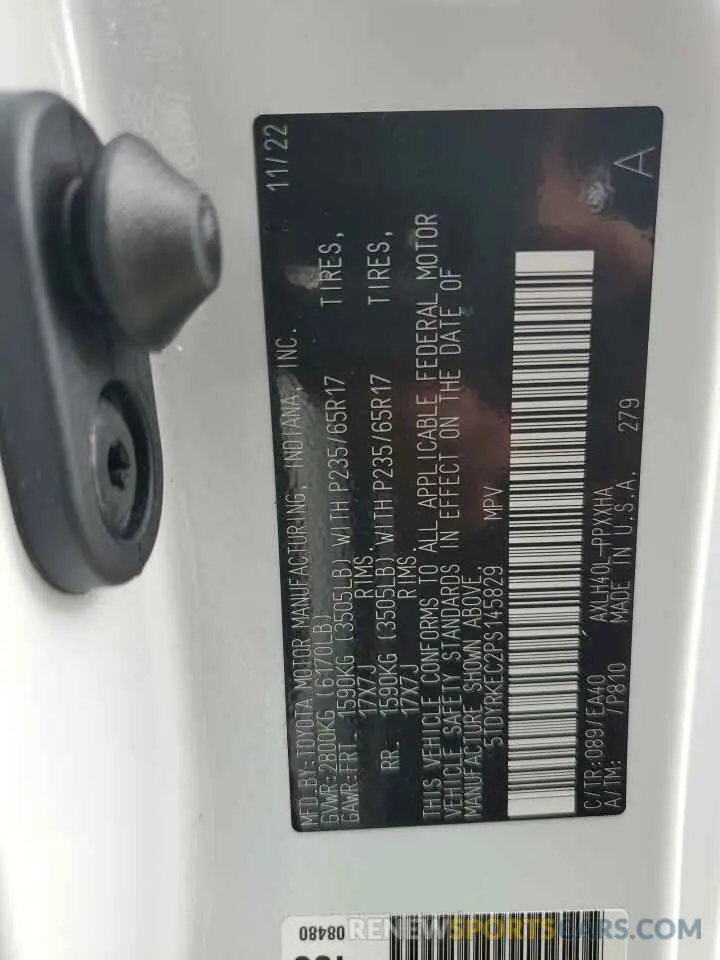 MFD BY:TOYOTA MOTOR MANUFACTURING, INDIANA, INC. 11/22
GVWR:2800KG (6170LB)
GAWR:FRT. 1590KG (3505LB) WITH P235/65R17 TIRES,
17X7J RIMS.
RR. 1590KG (3505LB) WITH P235/65R17 TIRES,
17X7J RIMS.
THIS VEHICLE CONFORMS TO ALL APPLICABLE FEDERAL MOTOR
VEHICLE SAFETY STANDARDS IN EFFECT ON THE DATE OF
MANUFACTURE SHOWN ABOVE.
5TDYRKEC2PS145829 MPV
C/TR:089/EA40 AXLH40L-PPXXHA 279
A/TM: /P810 MADE IN U.S.A.
A
08480
RENEWSPORTSCARS.COM